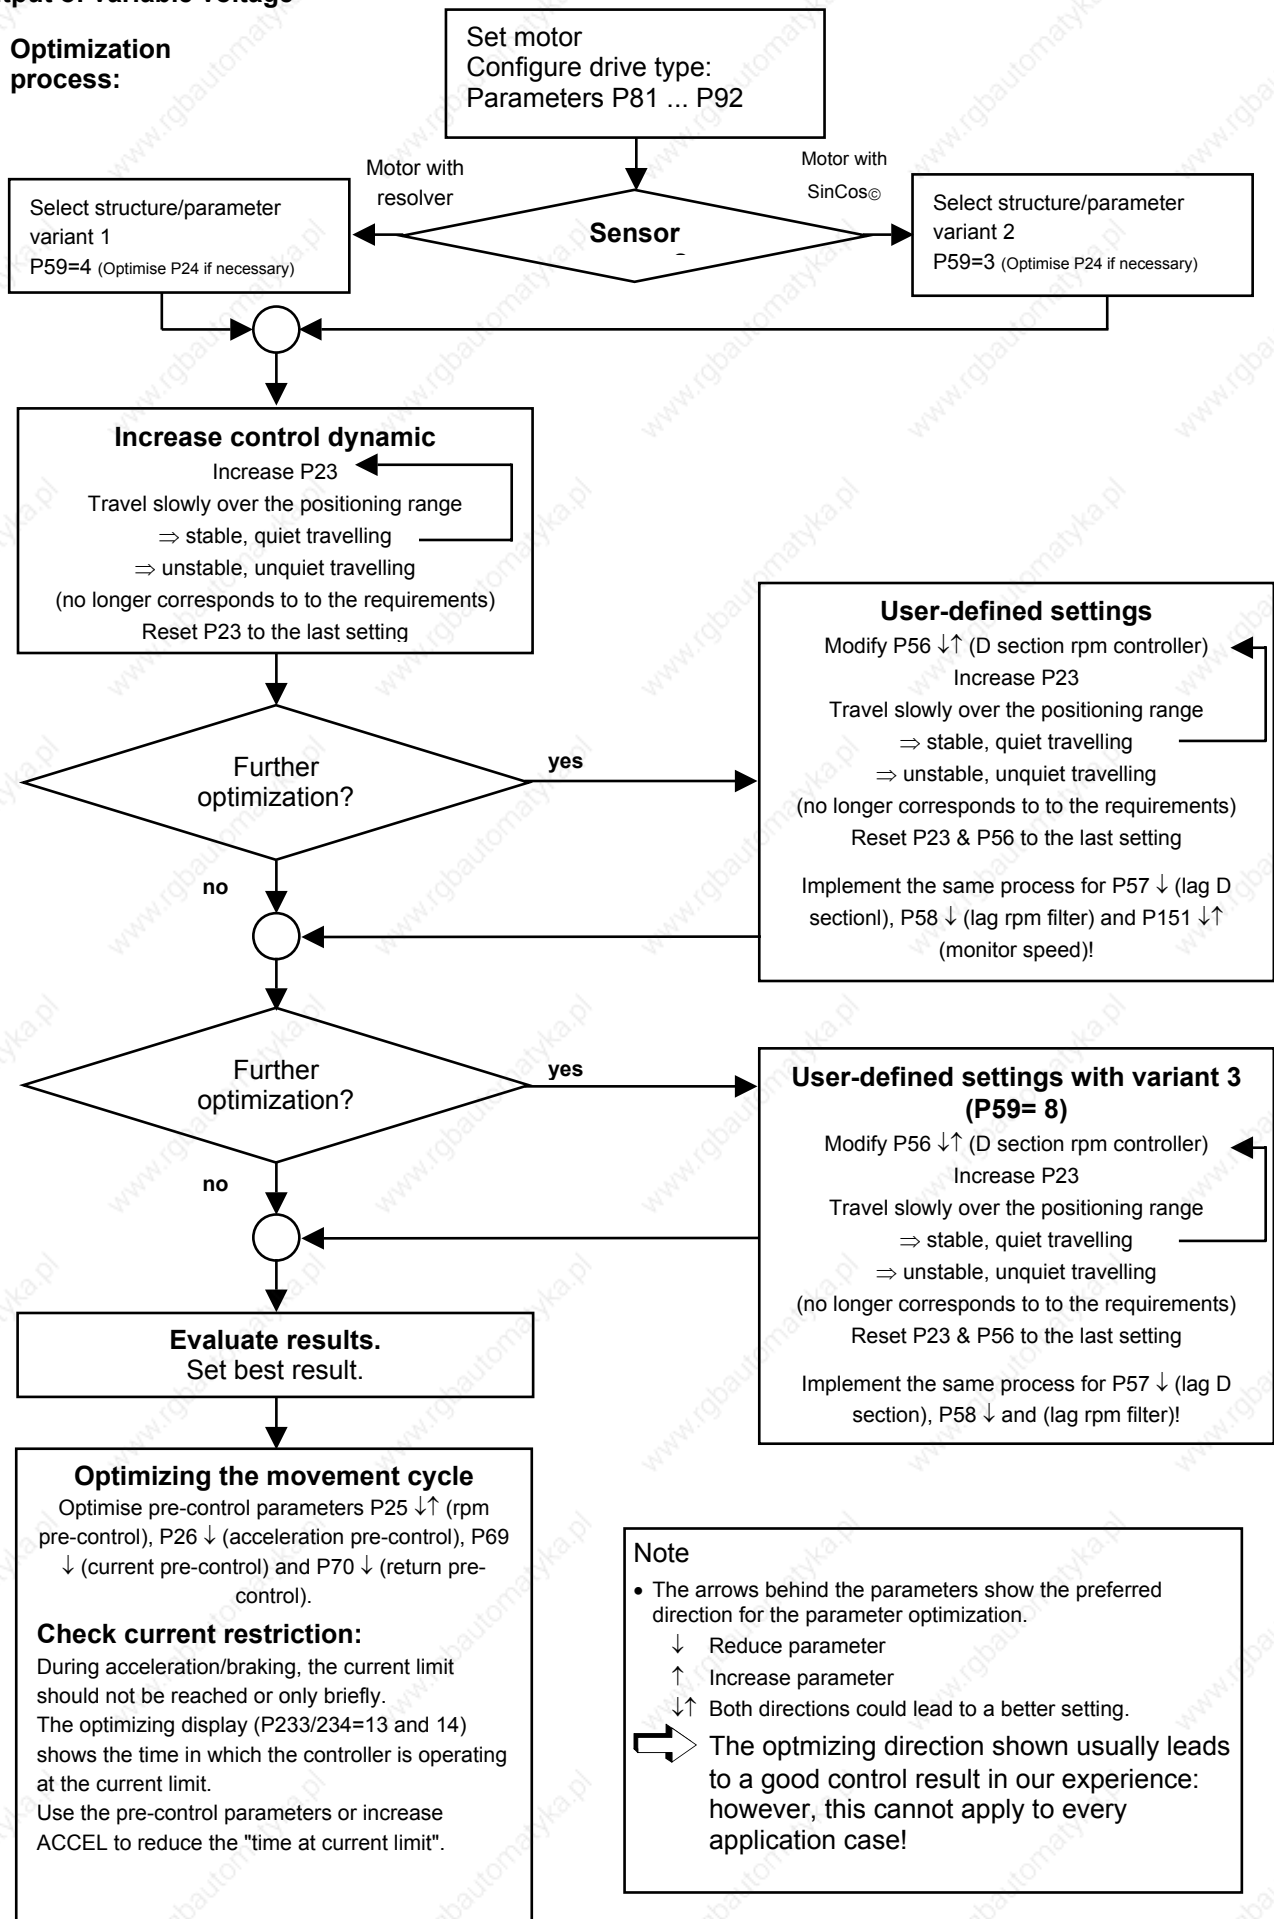 Optimization
process:
Set motor
Configure drive type:
Parameters P81 ... P92
Motor with
resolver
Motor with
SinCos©
Sensor
Select structure/parameter
variant 1
P59=4 (Optimise P24 if necessary)
Select structure/parameter
variant 2
P59=3 (Optimise P24 if necessary)
Increase control dynamic
Increase P23
Travel slowly over the positioning range
⇒ stable, quiet travelling
⇒ unstable, unquiet travelling
(no longer corresponds to to the requirements)
Reset P23 to the last setting
Further
optimization?
yes
no
User-defined settings
Modify P56 ↓↑ (D section rpm controller)
Increase P23
Travel slowly over the positioning range
⇒ stable, quiet travelling
⇒ unstable, unquiet travelling
(no longer corresponds to to the requirements)
Reset P23 & P56 to the last setting
Implement the same process for P57 ↓ (lag D
sectionl), P58 ↓ (lag rpm filter) and P151 ↓↑
(monitor speed)!
Further
optimization?
yes
no
User-defined settings with variant 3
(P59= 8)
Modify P56 ↓↑ (D section rpm controller)
Increase P23
Travel slowly over the positioning range
⇒ stable, quiet travelling
⇒ unstable, unquiet travelling
(no longer corresponds to to the requirements)
Reset P23 & P56 to the last setting
Implement the same process for P57 ↓ (lag D
section), P58 ↓ and (lag rpm filter)!
Evaluate results.
Set best result.
Optimizing the movement cycle
Optimise pre-control parameters P25 ↓↑ (rpm
pre-control), P26 ↓ (acceleration pre-control), P69
↓ (current pre-control) and P70 ↓ (return pre-
control).
Check current restriction:
During acceleration/braking, the current limit
should not be reached or only briefly.
The optimizing display (P233/234=13 and 14)
shows the time in which the controller is operating
at the current limit.
Use the pre-control parameters or increase
ACCEL to reduce the "time at current limit".
Note
• The arrows behind the parameters show the preferred
direction for the parameter optimization.
↓ Reduce parameter
↑ Increase parameter
↓↑ Both directions could lead to a better setting.
The optmizing direction shown usually leads
to a good control result in our experience:
however, this cannot apply to every
application case!
www.rgbautomatyka.pl